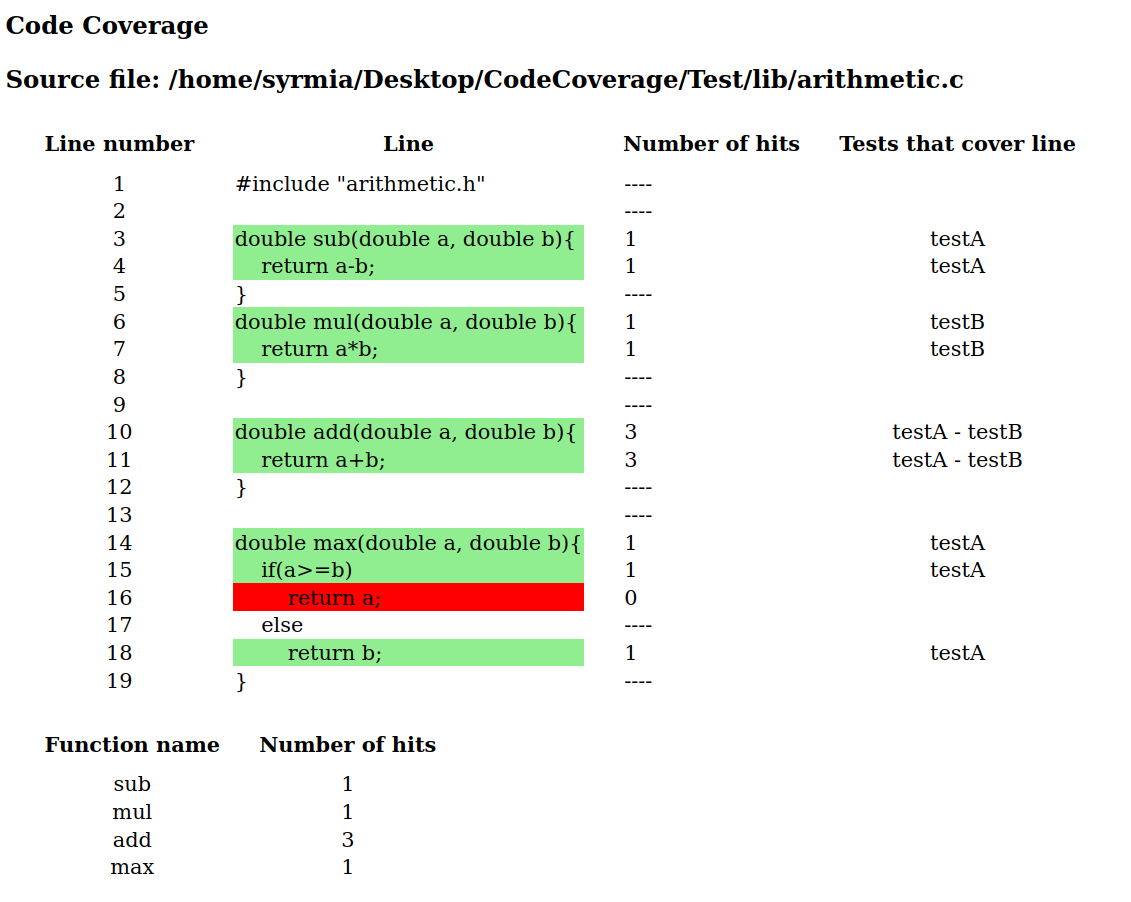 Code Coverage
Source file: /home/syrmia/Desktop/CodeCoverage/Test/lib/arithmetic.c
Line number Line Number of hits Tests that cover line
1 #include "arithmetic.h" ----
2 ----
3 double sub(double a, double b){ 1 testA
4     return a-b; 1 testA
5 } ----
6 double mul(double a, double b){ 1 testB
7     return a*b; 1 testB
8 } ----
9 ----
10 double add(double a, double b){ 3 testA - testB
11     return a+b; 3 testA - testB
12 } ----
13 ----
14 double max(double a, double b){ 1 testA
15     if(a>=b) 1 testA
16         return a; 0
17     else ----
18         return b; 1 testA
19 } ----
Function name Number of hits
sub 1
mul 1
add 3
max 1